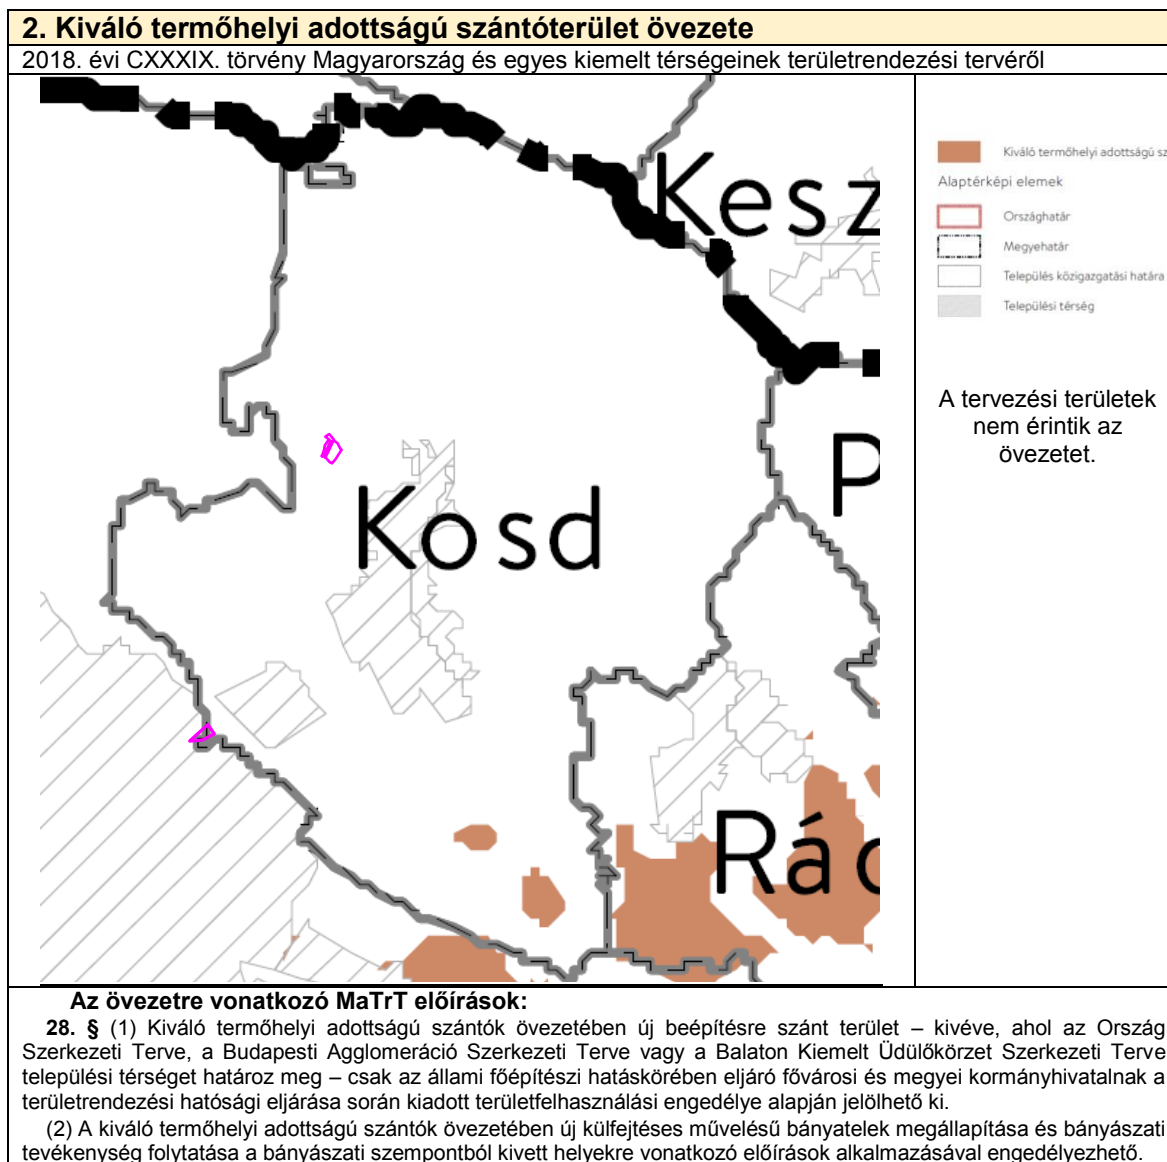 2. Kiváló termőhelyi adottságú szántóterület övezete
2018. évi CXXXIX. törvény Magyarország és egyes kiemelt térségeinek területrendezési tervéről
Kesz
Kosd
P
Rác
Kiváló termőhelyi adottságú sz
Alaptérképi elemek
Országhatár
Megyehatár
Település közigazgatási határa
Települési térség
A tervezési területek
nem érintik az
övezetet.
Az övezetre vonatkozó MaTrT előírások:
28. § (1) Kiváló termőhelyi adottságú szántók övezetében új beépítésre szánt terület – kivéve, ahol az Ország
Szerkezeti Terve, a Budapesti Agglomeráció Szerkezeti Terve vagy a Balaton Kiemelt Üdülőkörzet Szerkezeti Terve
települési térséget határoz meg – csak az állami főépítészi hatáskörében eljáró fővárosi és megyei kormányhivatalnak a
területrendezési hatósági eljárása során kiadott területfelhasználási engedélye alapján jelölhető ki.
(2) A kiváló termőhelyi adottságú szántók övezetében új külfejtéses művelésű bányatelek megállapítása és bányászati
tevékenység folytatása a bányászati szempontból kivett helyekre vonatkozó előírások alkalmazásával engedélyezhető.